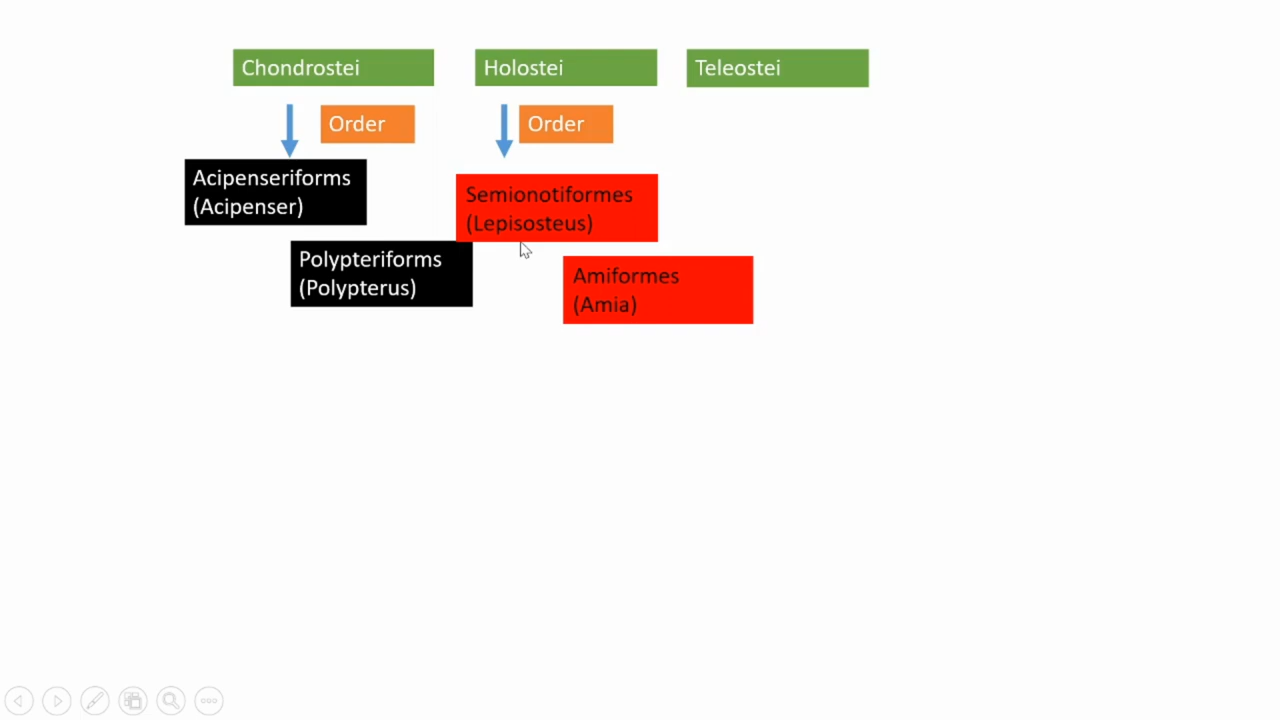 Chondrostei
Holostei
Teleostei
Order
Order
Acipenseriforms
(Acipenser)
Semionotiformes
(Lepisosteus)
Polypteriforms
(Polypterus)
Amiformes
(Amia)